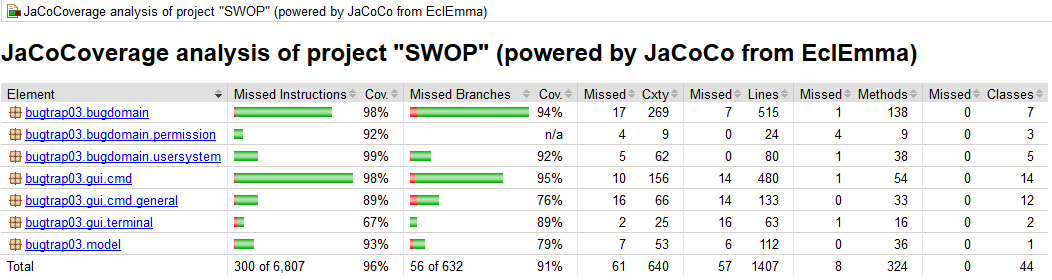 JaCoCoverage analysis of project "SWOP" (powered by JaCoCo from EclEmma)
JaCoCoverage analysis of project "SWOP" (powered by JaCoCo from EclEmma)
Element Missed Instructions Cov. Missed Branches Cov. Missed Cxty Missed Lines Missed Methods Missed Classes
bugtrap03.bugdomain 98% 94% 17 269 7 515 1 138 0 7
bugtrap03.bugdomain.permission 92% n/a 4 9 0 24 4 9 0 3
bugtrap03.bugdomain.usersystem 99% 92% 5 62 0 80 1 38 0 5
bugtrap03.gui.cmd 98% 95% 10 156 14 480 1 54 0 14
bugtrap03.gui.cmd.general 89% 76% 16 66 14 133 0 33 0 12
bugtrap03.gui.terminal 67% 89% 2 25 16 63 1 16 0 2
bugtrap03.model 93% 79% 7 53 6 112 0 36 0 1
Total 300 of 6,807 96% 56 of 632 91% 61 640 57 1407 8 324 0 44